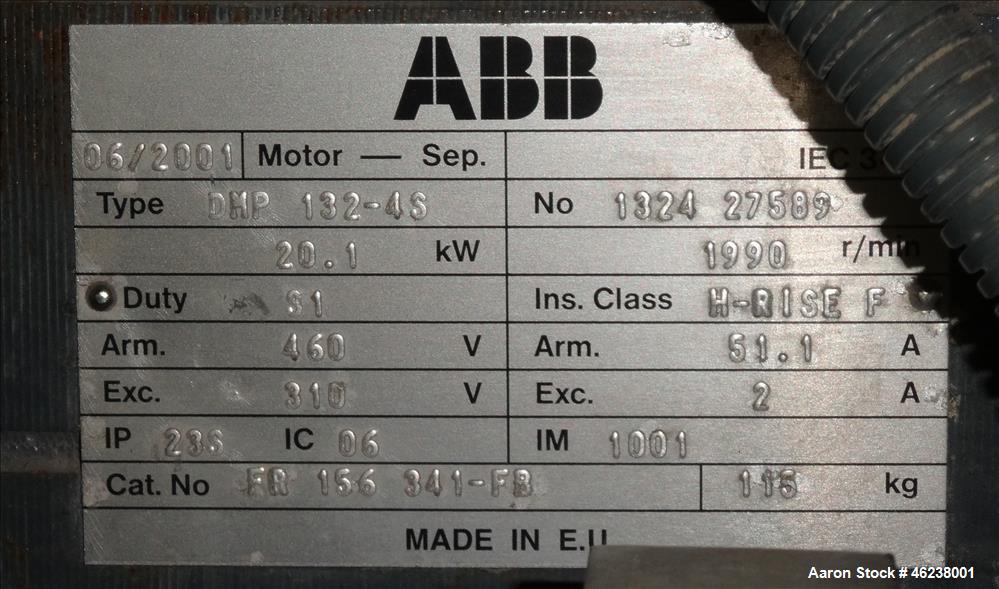 ABB
06/2001 Motor — Sep. IEC
Type DMP 132-4S No 1324 27589
20.1 kW 1990 r/min
Duty S1 Ins. Class H-RISE F
Arm. 460 V Arm. 51.1 A
Exc. 310 V Exc. 2 A
IP 23S IC 06 IM 1001
Cat. No FR 156 341-FB 115 kg
MADE IN E.U
Aaron Stock # 46238001